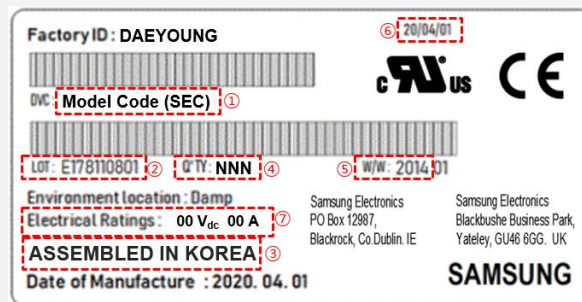 Factory ID : DAEYOUNG
⑥ 20/04/01
c RU US CE
DVC: Model Code (SEC) ①
LOT: E178110801 ② Q'TY: NNN ④ ⑤ W/W: 2014 01
Environment location : Damp
Electrical Ratings : 00 Vdc 00 A ⑦
ASSEMBLED IN KOREA ③
Date of Manufacture : 2020. 04. 01
Samsung Electronics
PO Box 12987,
Blackrock, Co.Dublin. IE
Samsung Electronics
Blackbushe Business Park,
Yateley, GU46 6GG. UK
SAMSUNG